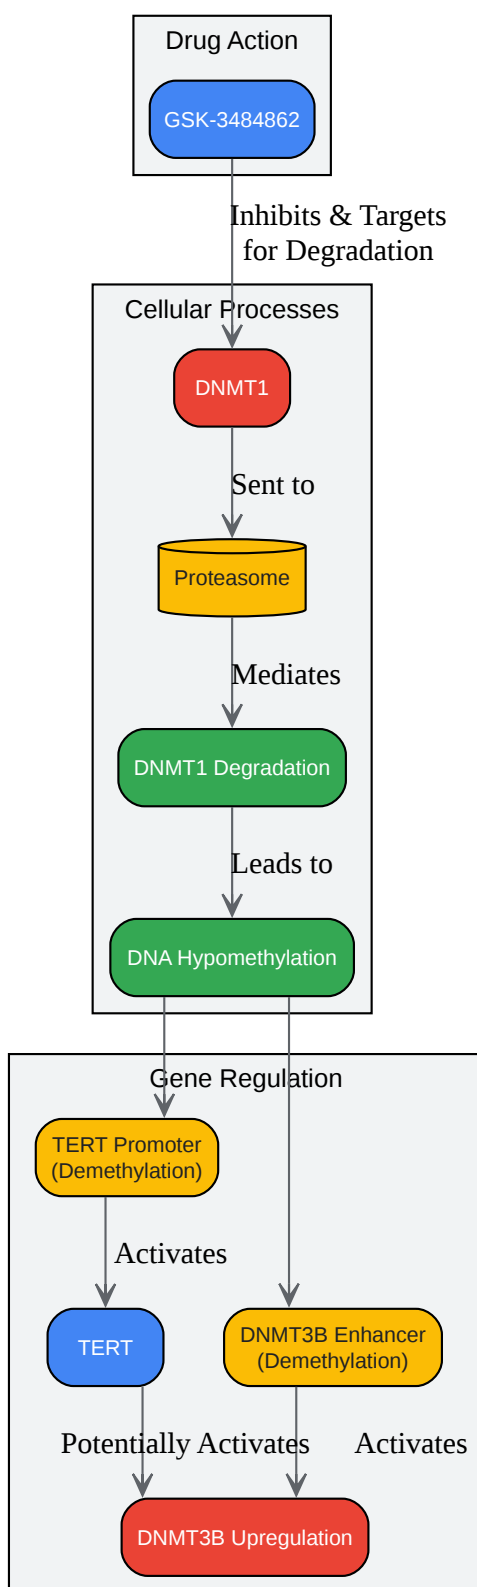 Drug Action
GSK-3484862
Inhibits & Targets
for Degradation
Cellular Processes
DNMT1
Sent to
Proteasome
Mediates
DNMT1 Degradation
Leads to
DNA Hypomethylation
Gene Regulation
TERT Promoter
(Demethylation)
Activates
TERT
DNMT3B Enhancer
(Demethylation)
Potentially Activates
Activates
DNMT3B Upregulation